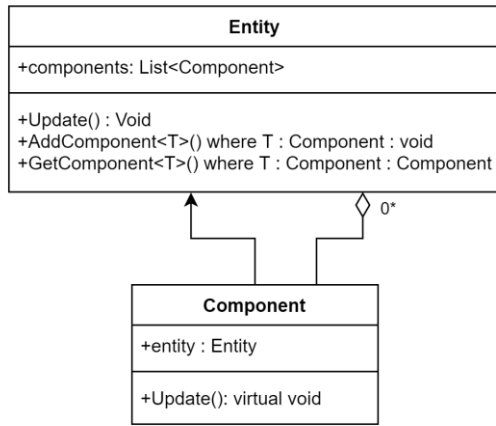 Entity
+components: List<Component>
+Update() : Void
+AddComponent<T>() where T : Component : void
+GetComponent<T>() where T : Component : Component
0*
Component
+entity : Entity
+Update(): virtual void